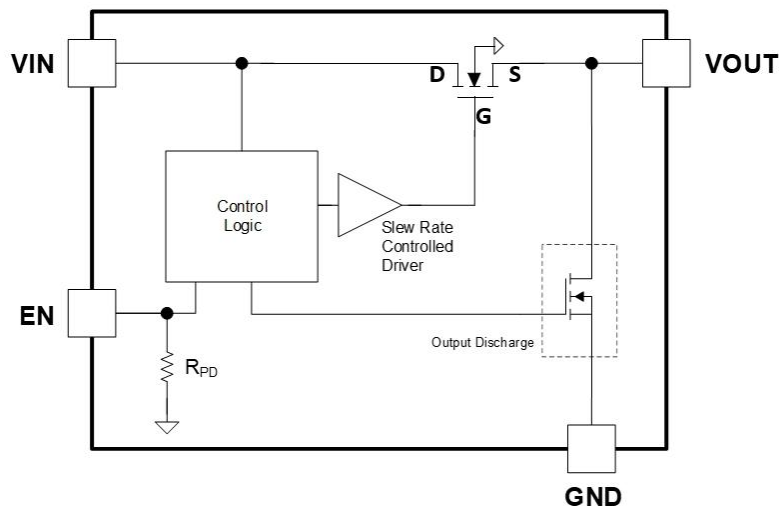 VIN
D
S
VOUT
G
Control
Logic
Slew Rate
Controlled
Driver
EN
Output Discharge
RPD
GND